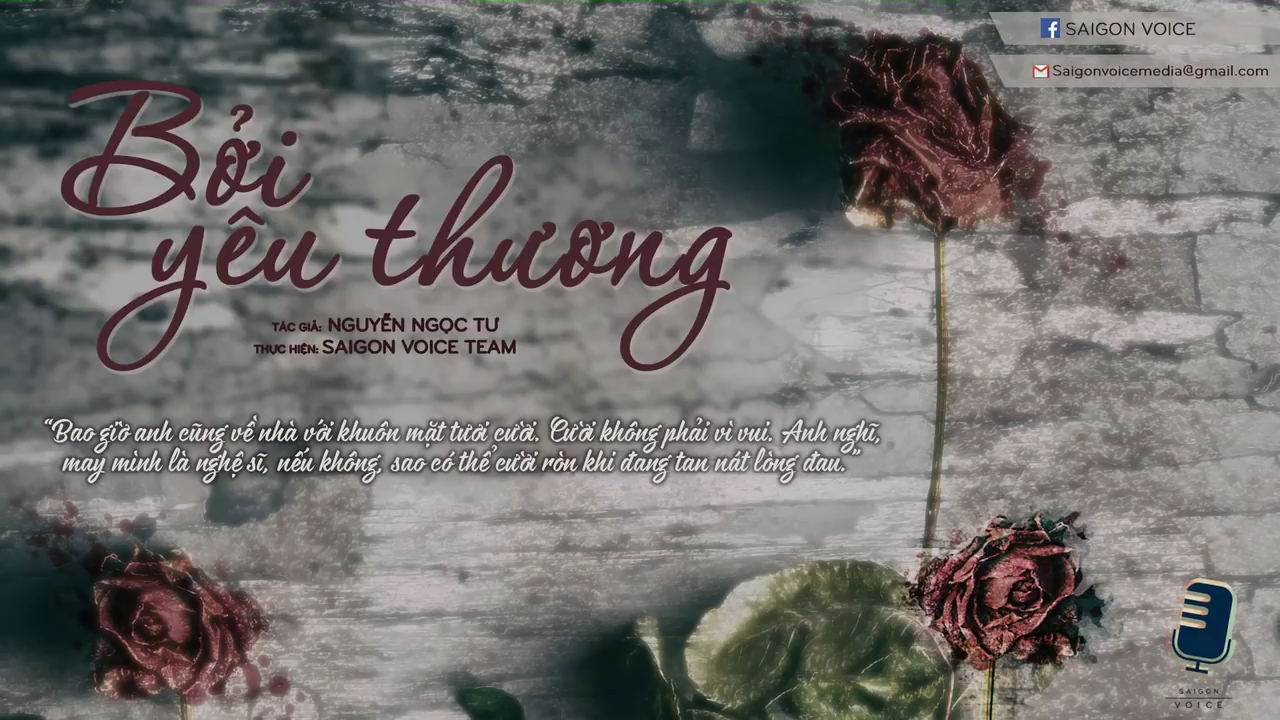 SAIGON VOICE
Saigonvoicemedia@gmail.com
Bởi
yêu thương
TÁC GIẢ: NGUYỄN NGỌC TƯ
THỰC HIỆN: SAIGON VOICE TEAM
“Bao giờ anh cũng về nhà với khuôn mặt tươi cười. Cười không phải vì vui. Anh nghĩ,
may mình là nghệ sĩ, nếu không, sao có thể cười ròn khi đang tan nát lòng đau.”
SAIGON
VOICE